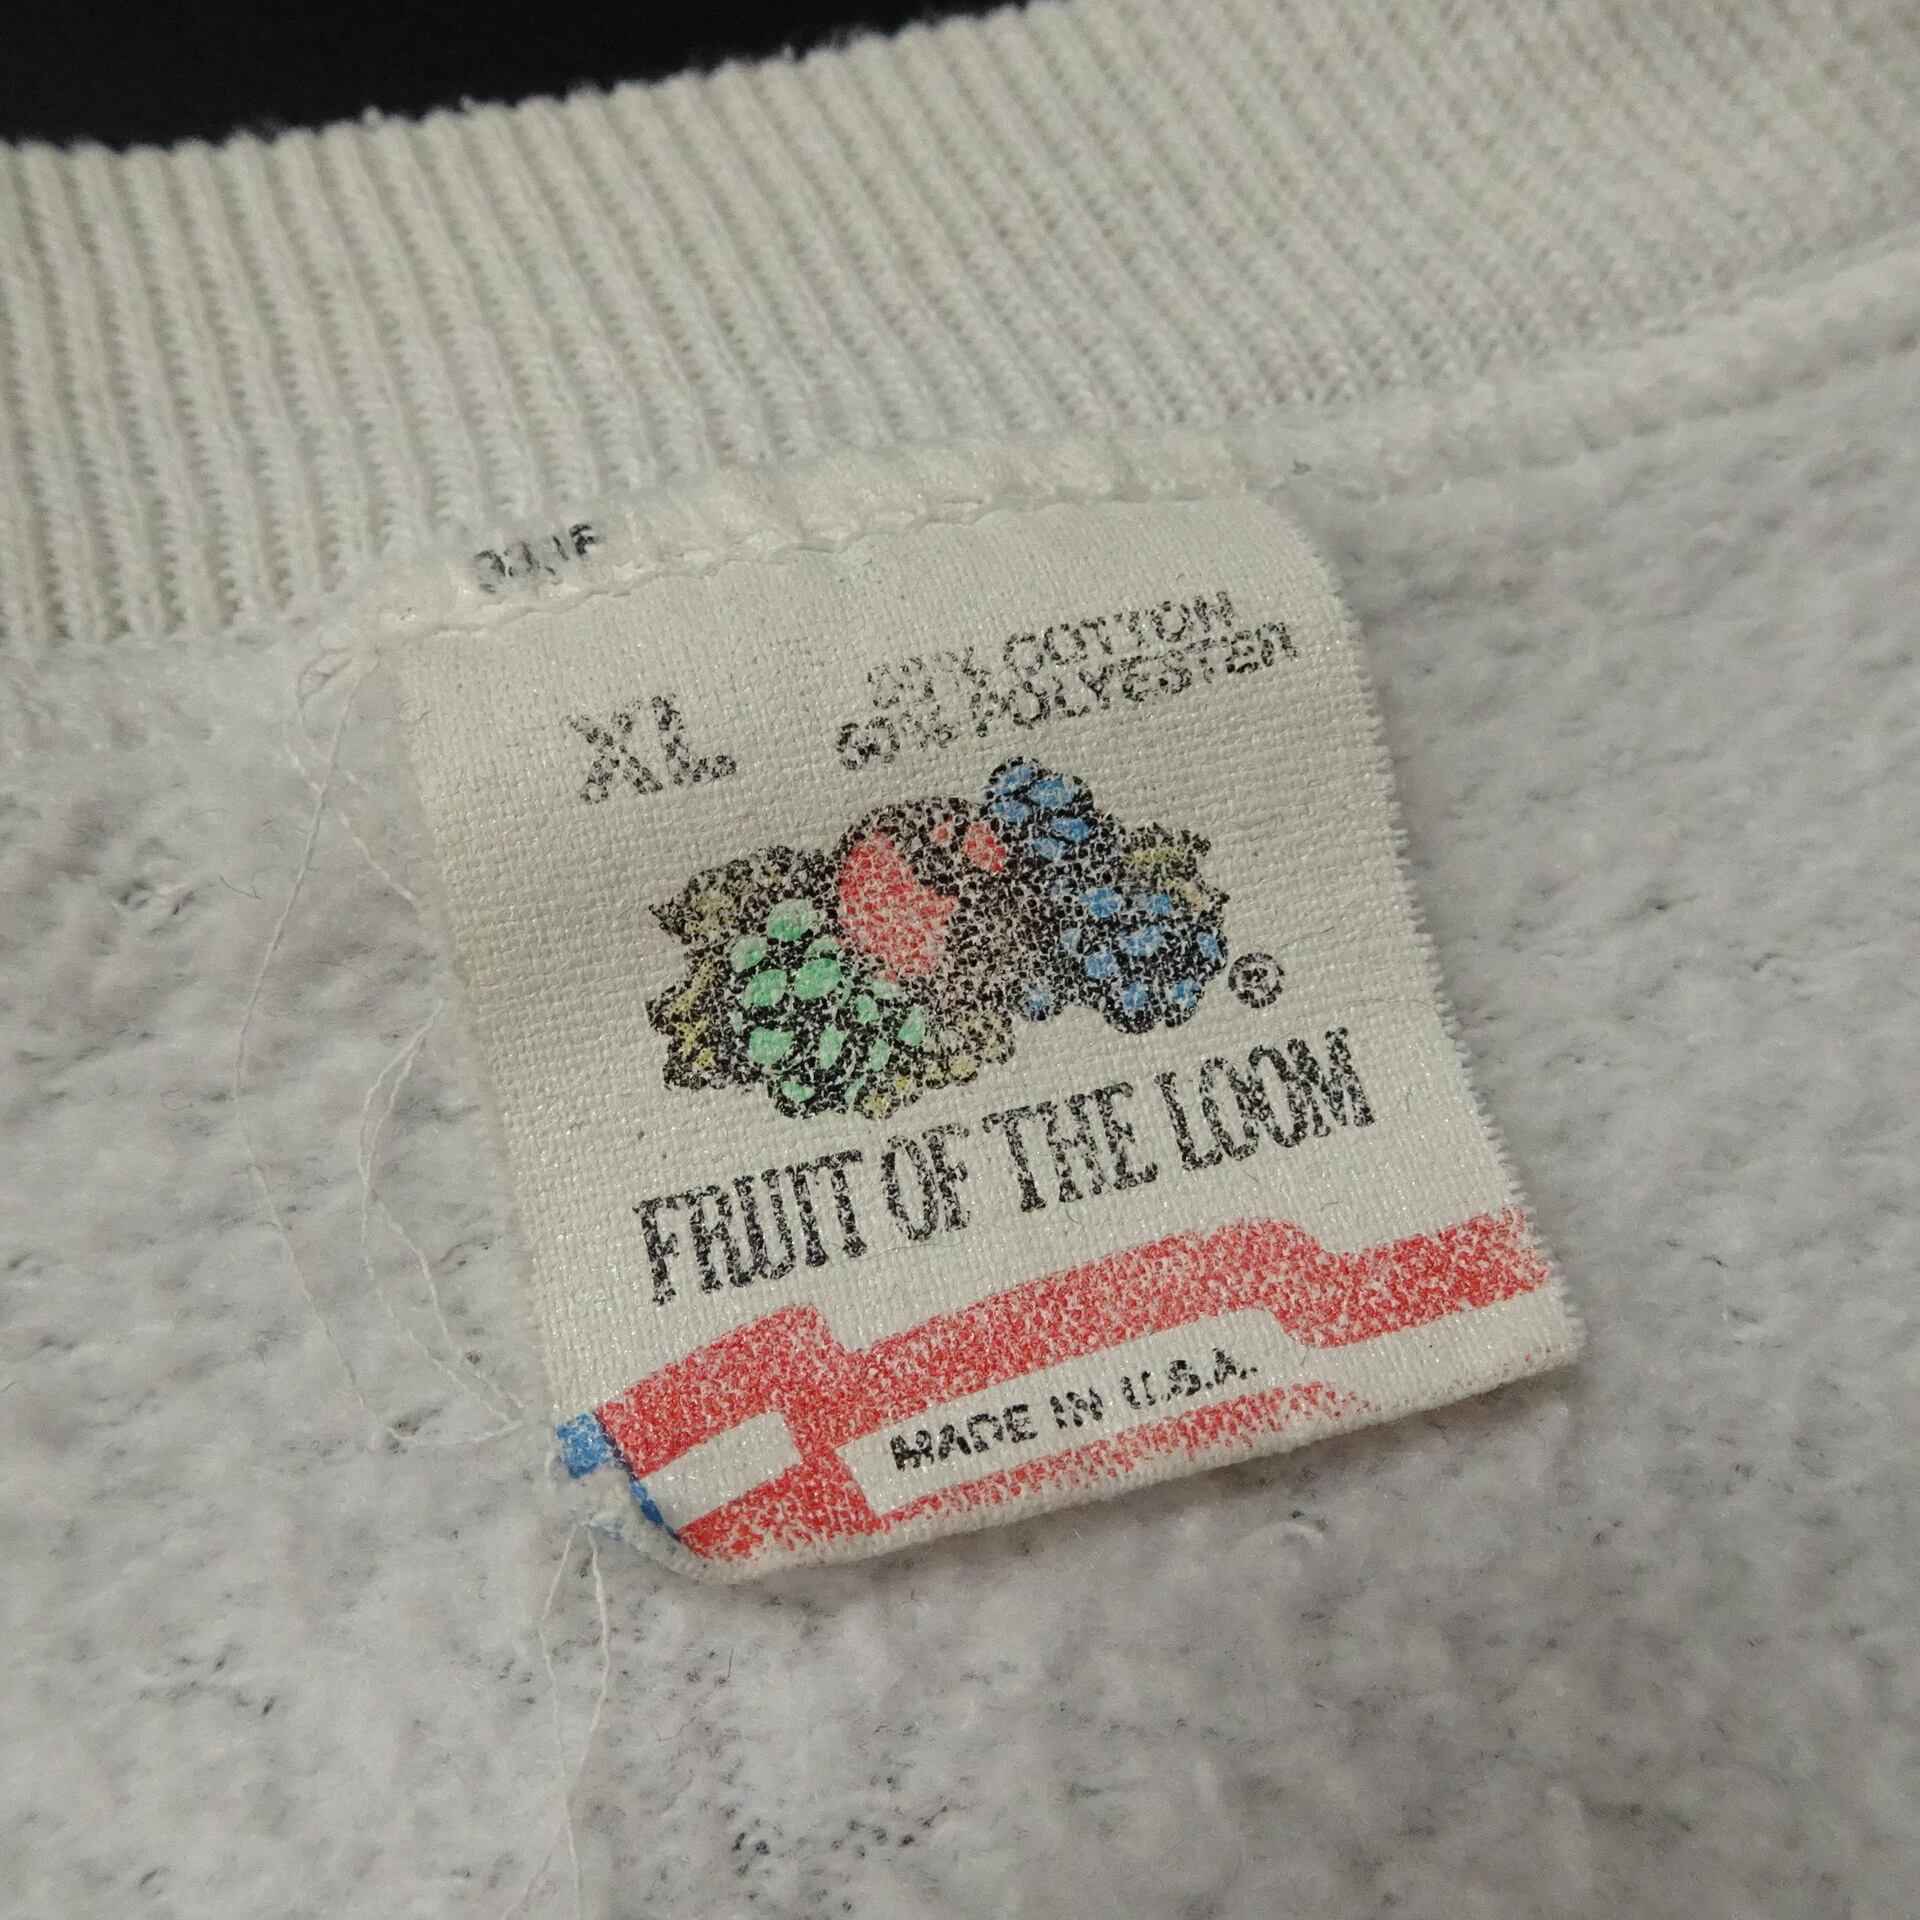 XL
COTTON
POLYESTER
®
FRUIT OF THE LOOM
MADE IN U.S.A.